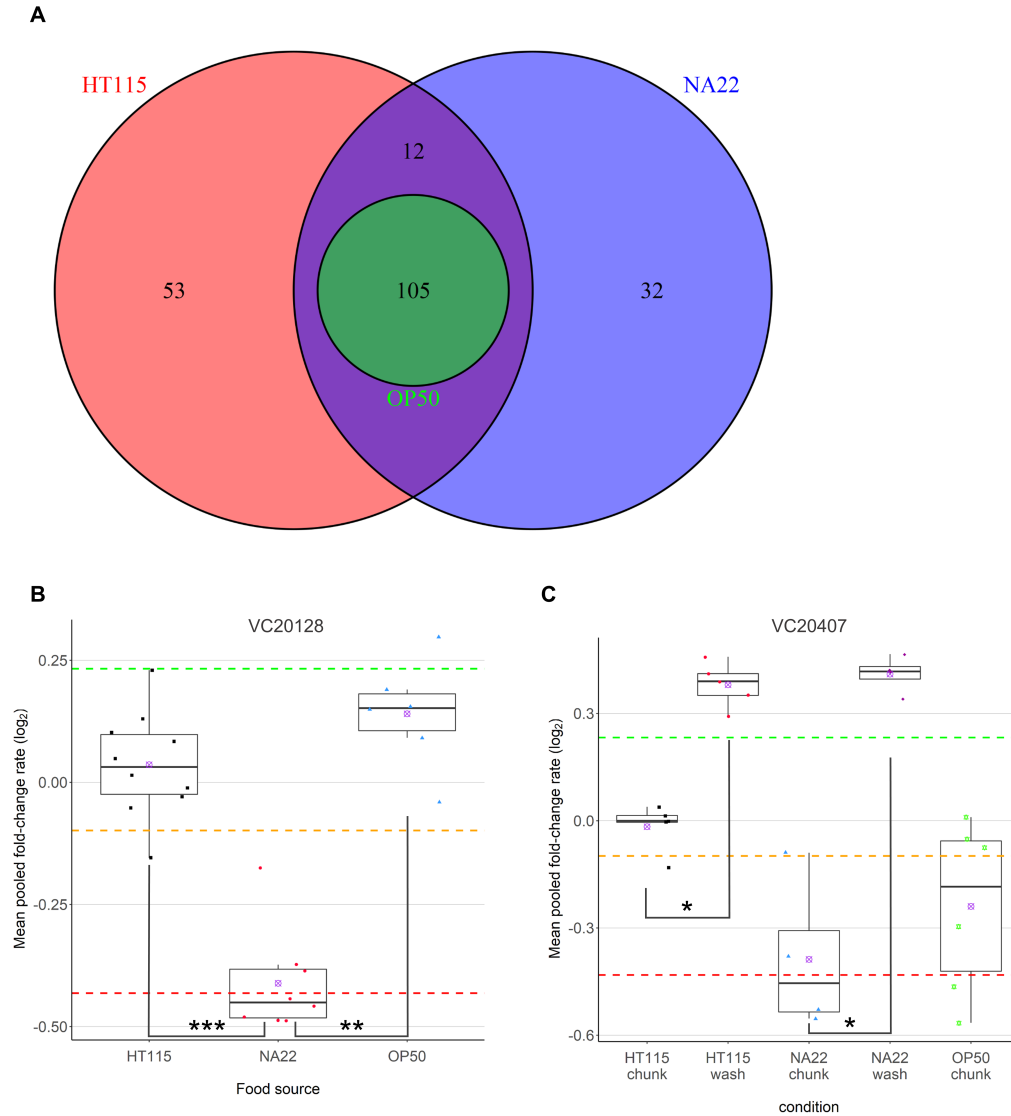 A
HT115
NA22
12
53
105
32
OP50
B
VC20128
Mean pooled fold-change rate (log2)
0.25
0.00
-0.25
-0.50
***
**
HT115
NA22
OP50
Food source
C
VC20407
Mean pooled fold-change rate (log2)
0.3
0.0
-0.3
-0.6
*
*
HT115
chunk
HT115
wash
NA22
chunk
NA22
wash
OP50
chunk
condition